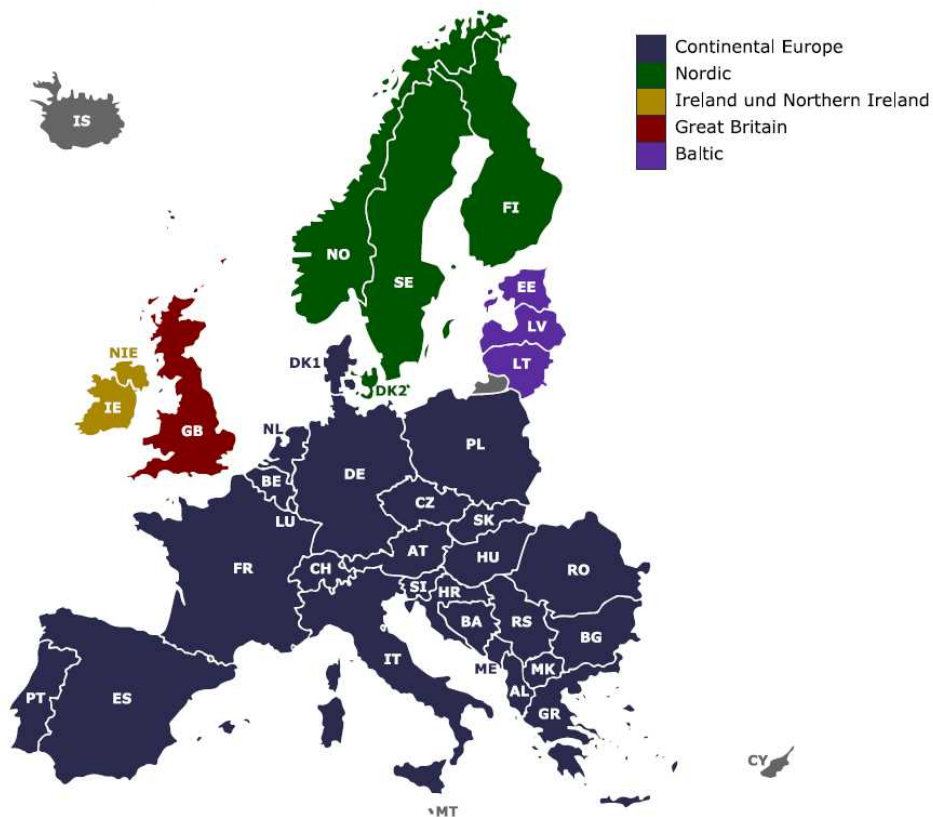 Continental Europe
Nordic
Ireland und Northern Ireland
Great Britain
Baltic
IS
FI
NO
SE
EE
LV
LT
NIE
DK1
DK2
IE
GB
NL
PL
DE
BE
CZ
LU
SK
AT
HU
FR
CH
RO
SI
HR
BA
RS
BG
IT
ME
MK
AL
PT
ES
GR
CY
MT